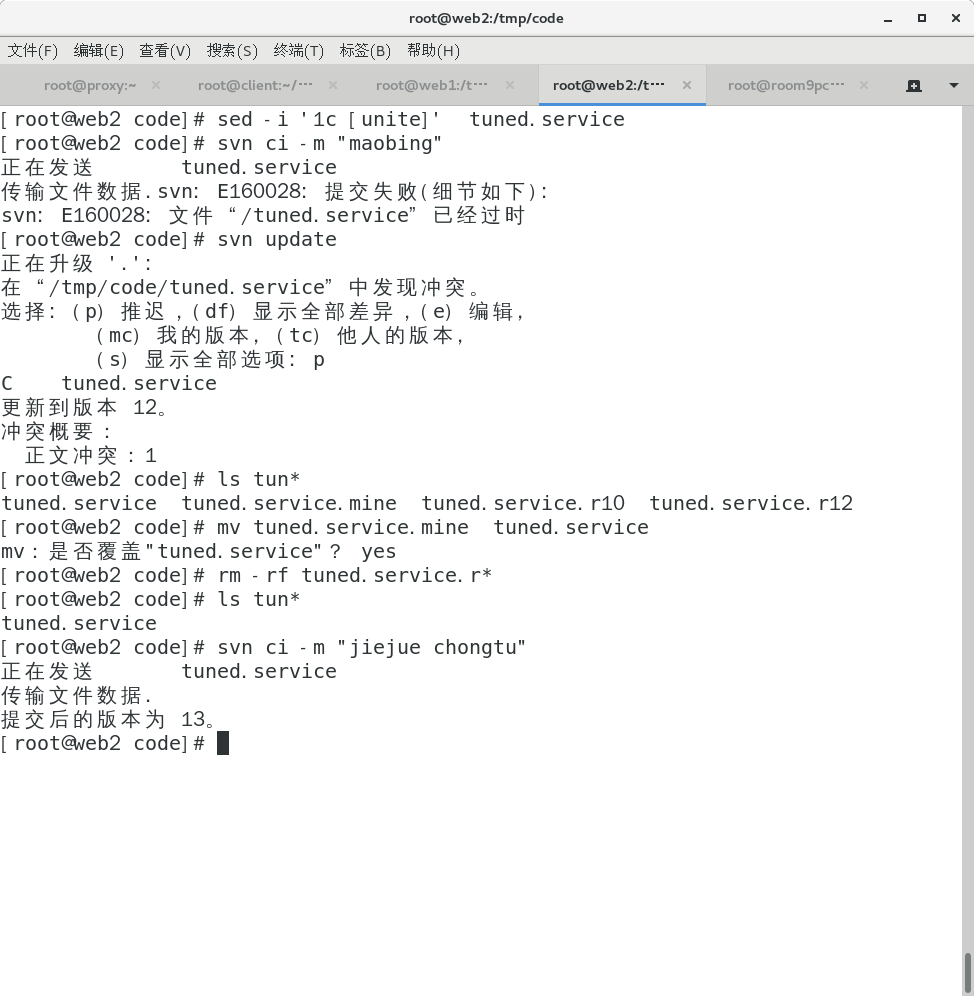 root@web2:/tmp/code
文件(F) 编辑(E) 查看(V) 搜索(S) 终端(T) 标签(B) 帮助(H)
root@proxy:~ × root@client:~/··· × root@web1:/t··· × root@web2:/t··· × root@room9pc··· ×
[root@web2 code]# sed -i '1c [unite]'  tuned.service
[root@web2 code]# svn ci -m "maobing"
正在发送       tuned.service
传输文件数据.svn: E160028: 提交失败(细节如下):
svn: E160028: 文件 “/tuned.service” 已经过时
[root@web2 code]# svn update
正在升级 '.':
在 “/tmp/code/tuned.service” 中发现冲突。
选择: (p) 推迟,(df) 显示全部差异,(e) 编辑,
        (mc) 我的版本, (tc) 他人的版本,
        (s) 显示全部选项: p
C    tuned.service
更新到版本 12。
冲突概要:
  正文冲突:1
[root@web2 code]# ls tun*
tuned.service  tuned.service.mine  tuned.service.r10  tuned.service.r12
[root@web2 code]# mv tuned.service.mine  tuned.service
mv:是否覆盖"tuned.service"? yes
[root@web2 code]# rm -rf tuned.service.r*
[root@web2 code]# ls tun*
tuned.service
[root@web2 code]# svn ci -m "jiejue chongtu"
正在发送       tuned.service
传输文件数据.
提交后的版本为 13。
[root@web2 code]#